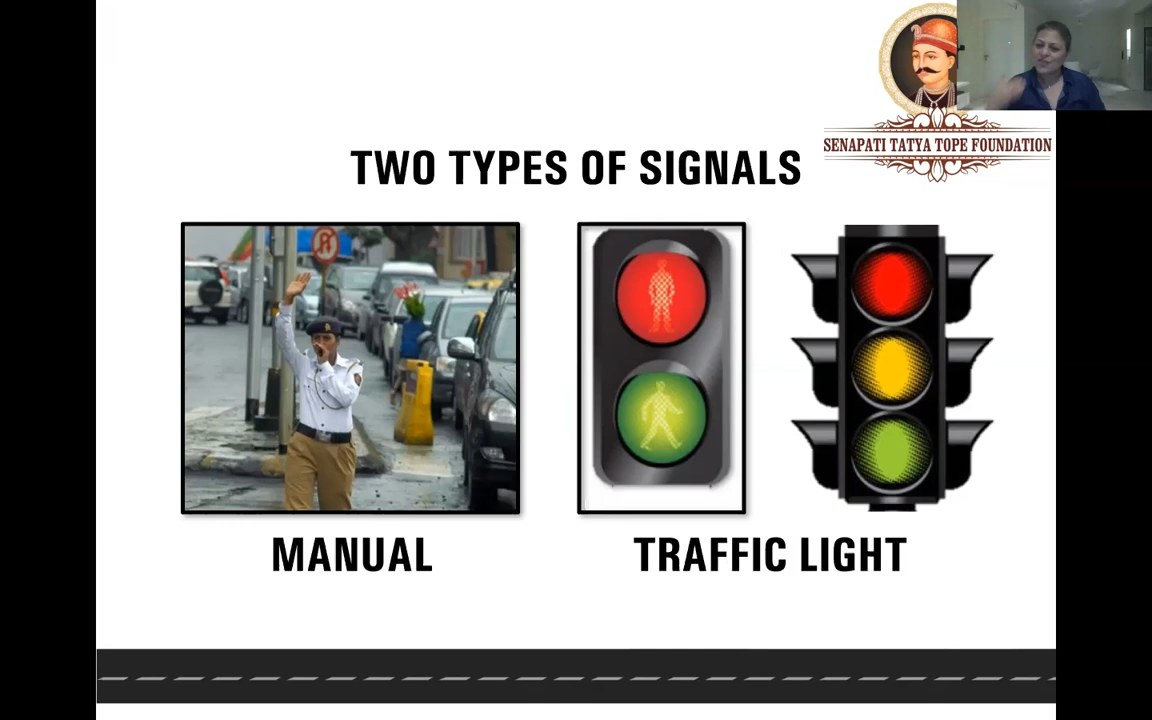 SENAPATI TATYA TOPE FOUNDATION
TWO TYPES OF SIGNALS
MANUAL
TRAFFIC LIGHT